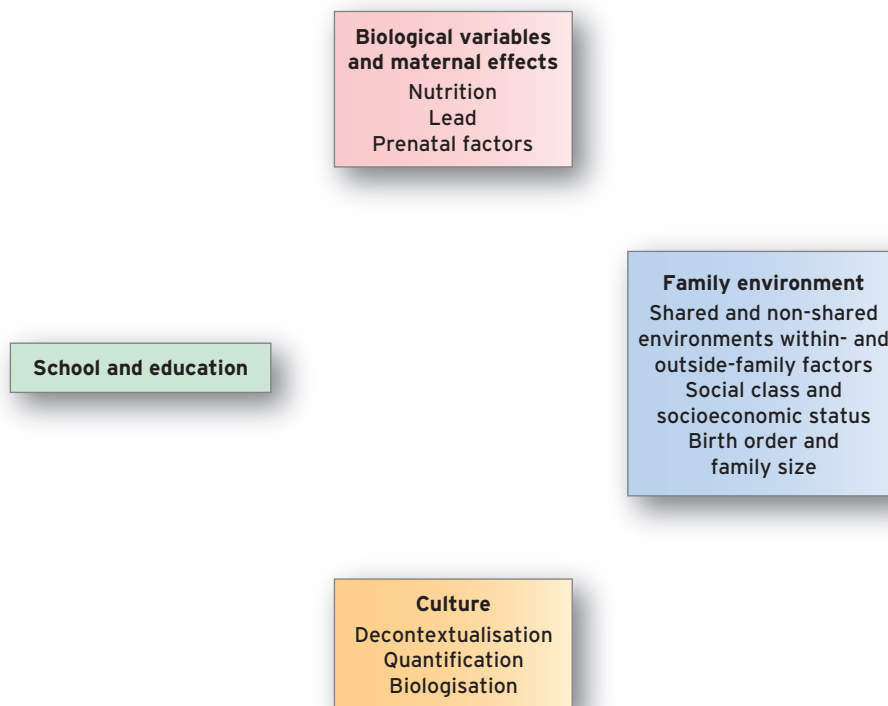 Biological variables
and maternal effects
Nutrition
Lead
Prenatal factors
Family environment
Shared and non-shared
environments within- and
outside-family factors
Social class and
socioeconomic status
Birth order and
family size
School and education
Culture
Decontextualisation
Quantification
Biologisation